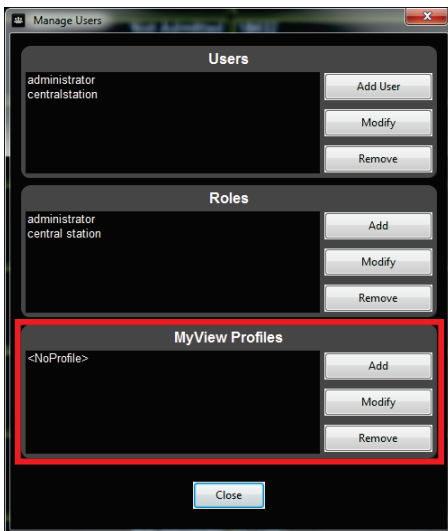 Manage Users
Users
administrator
centralstation
Add User
Modify
Remove
Roles
administrator
central station
Add
Modify
Remove
MyView Profiles
<NoProfile>
Add
Modify
Remove
Close